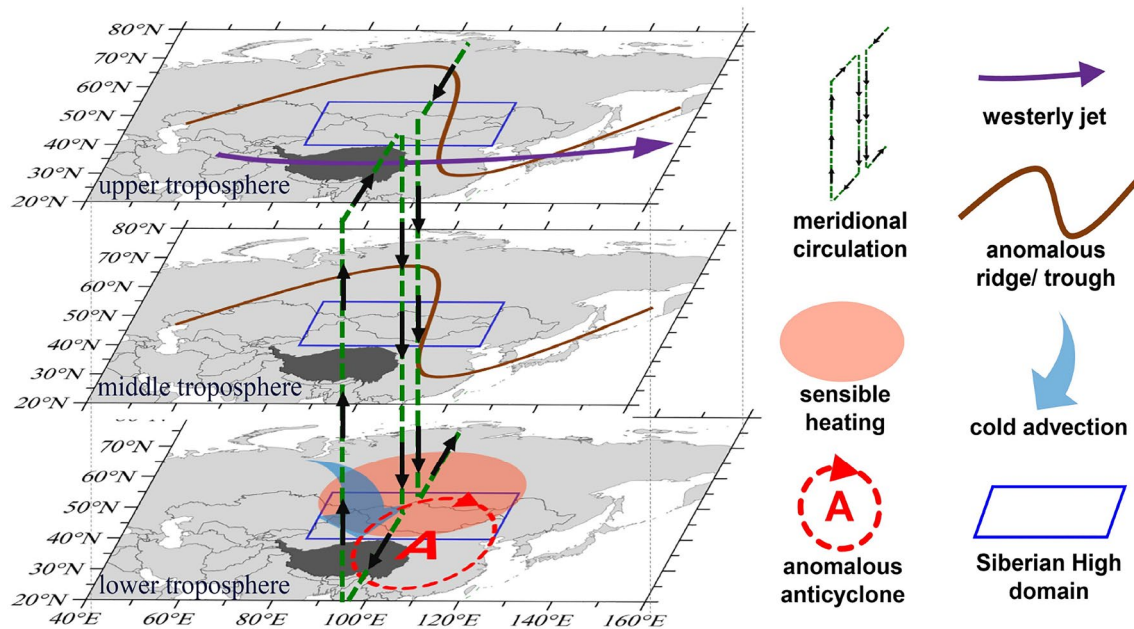 80°N
75°N
60°N
50°N
40°N
30°N
20°N
upper troposphere
80°N
70°N
60°N
50°N
40°N
30°N
20°N
middle troposphere
70°N
60°N
50°N
40°N
30°N
20°N
lower troposphere
40°E
60°E
80°E
100°E
120°E
140°E
160°E
A
meridional
circulation
westerly jet
anomalous
ridge/ trough
sensible
heating
cold advection
A
anomalous
anticyclone
Siberian High
domain